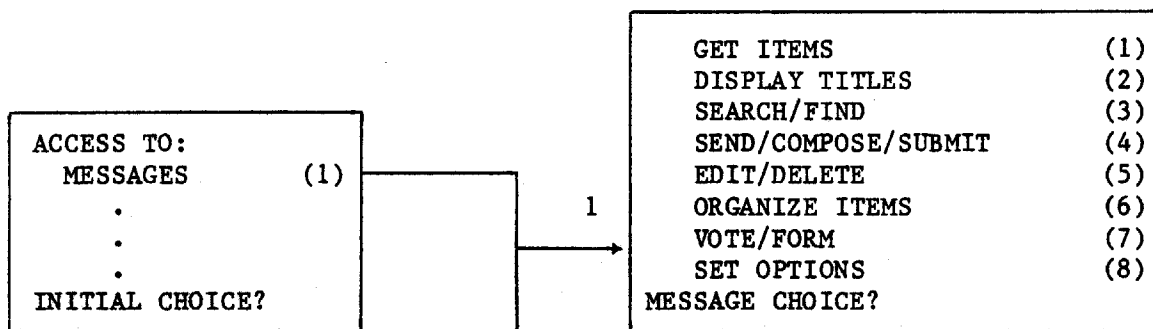 ACCESS TO:
MESSAGES (1)
.
.
.
INITIAL CHOICE?
1
GET ITEMS (1)
DISPLAY TITLES (2)
SEARCH/FIND (3)
SEND/COMPOSE/SUBMIT (4)
EDIT/DELETE (5)
ORGANIZE ITEMS (6)
VOTE/FORM (7)
SET OPTIONS (8)
MESSAGE CHOICE?